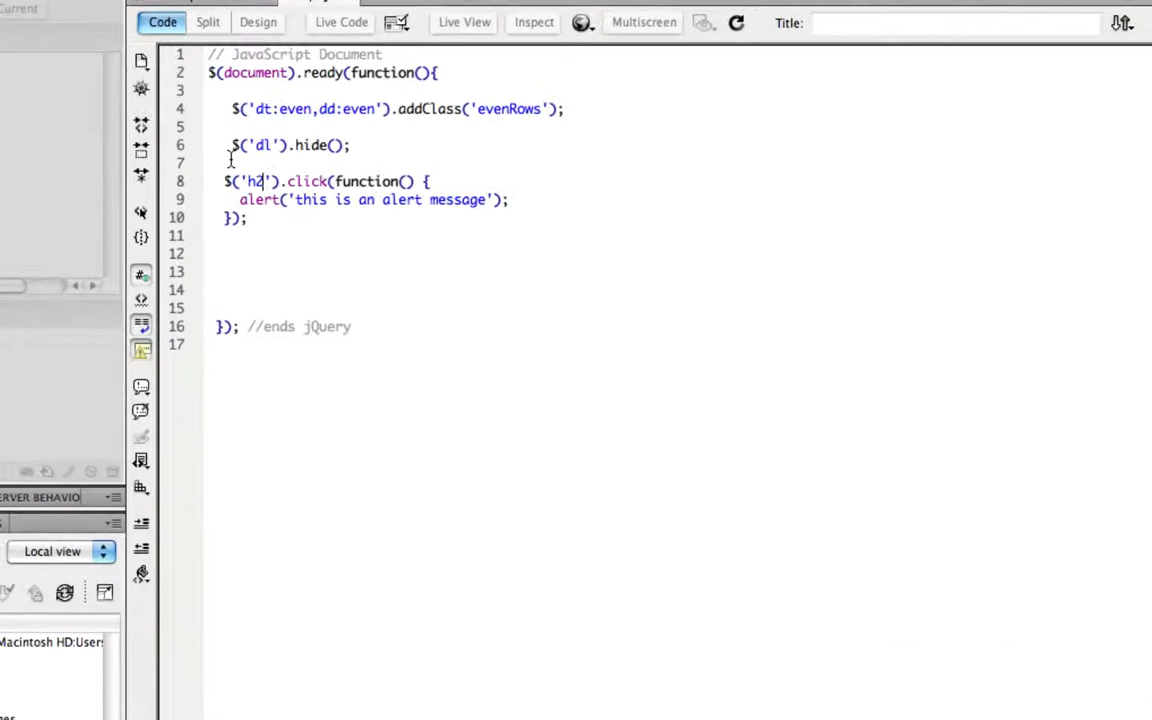 Current
Code Split Design Live Code Live View Inspect Multiscreen Title:
1 // JavaScript Document
2 $(document).ready(function(){
3
4 $('dt:even,dd:even').addClass('evenRows');
5
6 $('dl').hide();
7
8 $('h2').click(function() {
9 alert('this is an alert message');
10 });
11
12
13
14
15
16 }); //ends jQuery
17
ERVER BEHAVIO
Local view
Macintosh HD:User